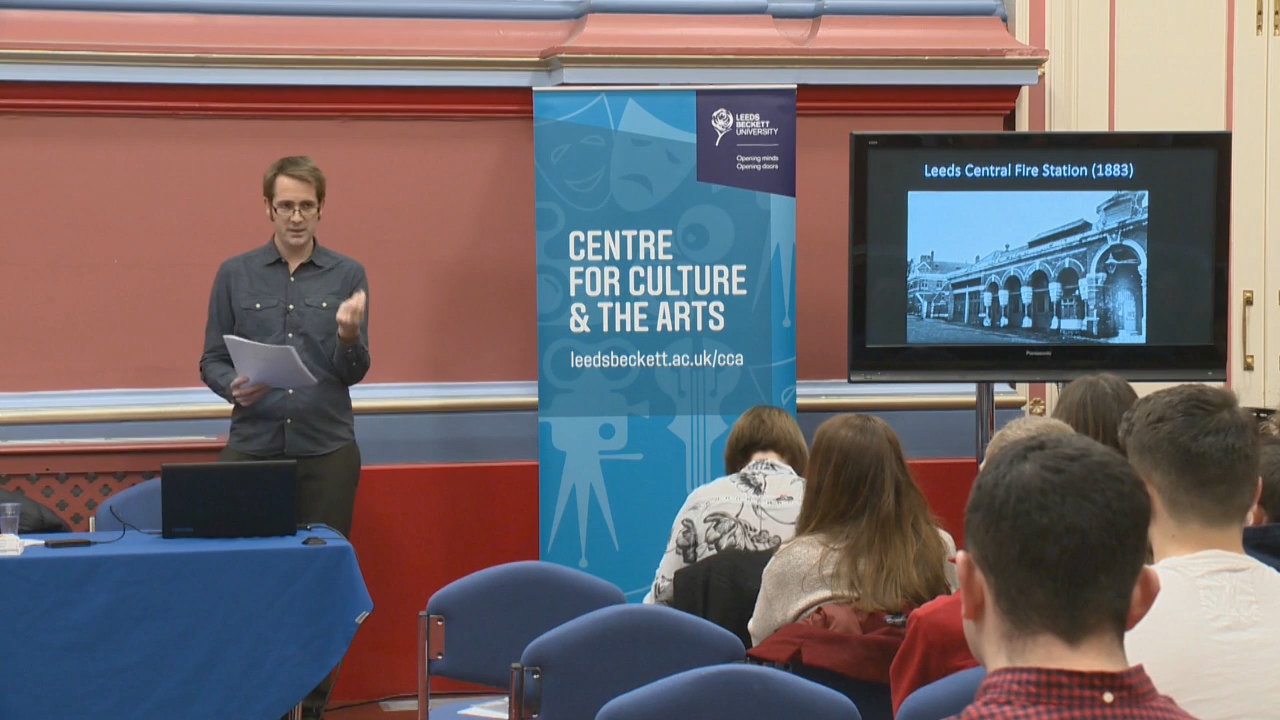 LEEDS
BECKETT
UNIVERSITY
Opening minds
Opening doors
CENTRE
FOR CULTURE
& THE ARTS
leedsbeckett.ac.uk/cca
Leeds Central Fire Station (1883)
Panasonic